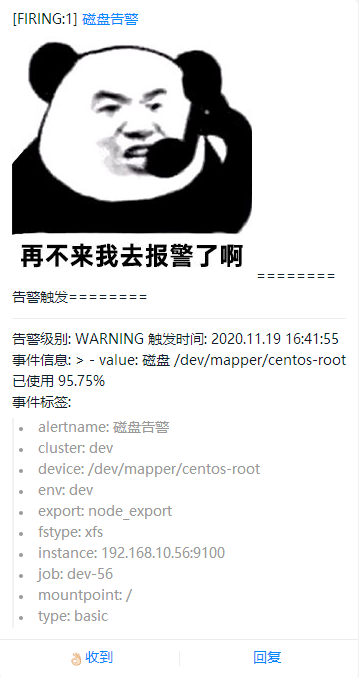 [FIRING:1] 磁盘告警
再不来我去报警了啊
========
告警触发========
告警级别: WARNING 触发时间: 2020.11.19 16:41:55
事件信息: > - value: 磁盘 /dev/mapper/centos-root
已使用 95.75%
事件标签:
• alertname: 磁盘告警
• cluster: dev
• device: /dev/mapper/centos-root
• env: dev
• export: node_export
• fstype: xfs
• instance: 192.168.10.56:9100
• job: dev-56
• mountpoint: /
• type: basic
👌🏻收到 回复